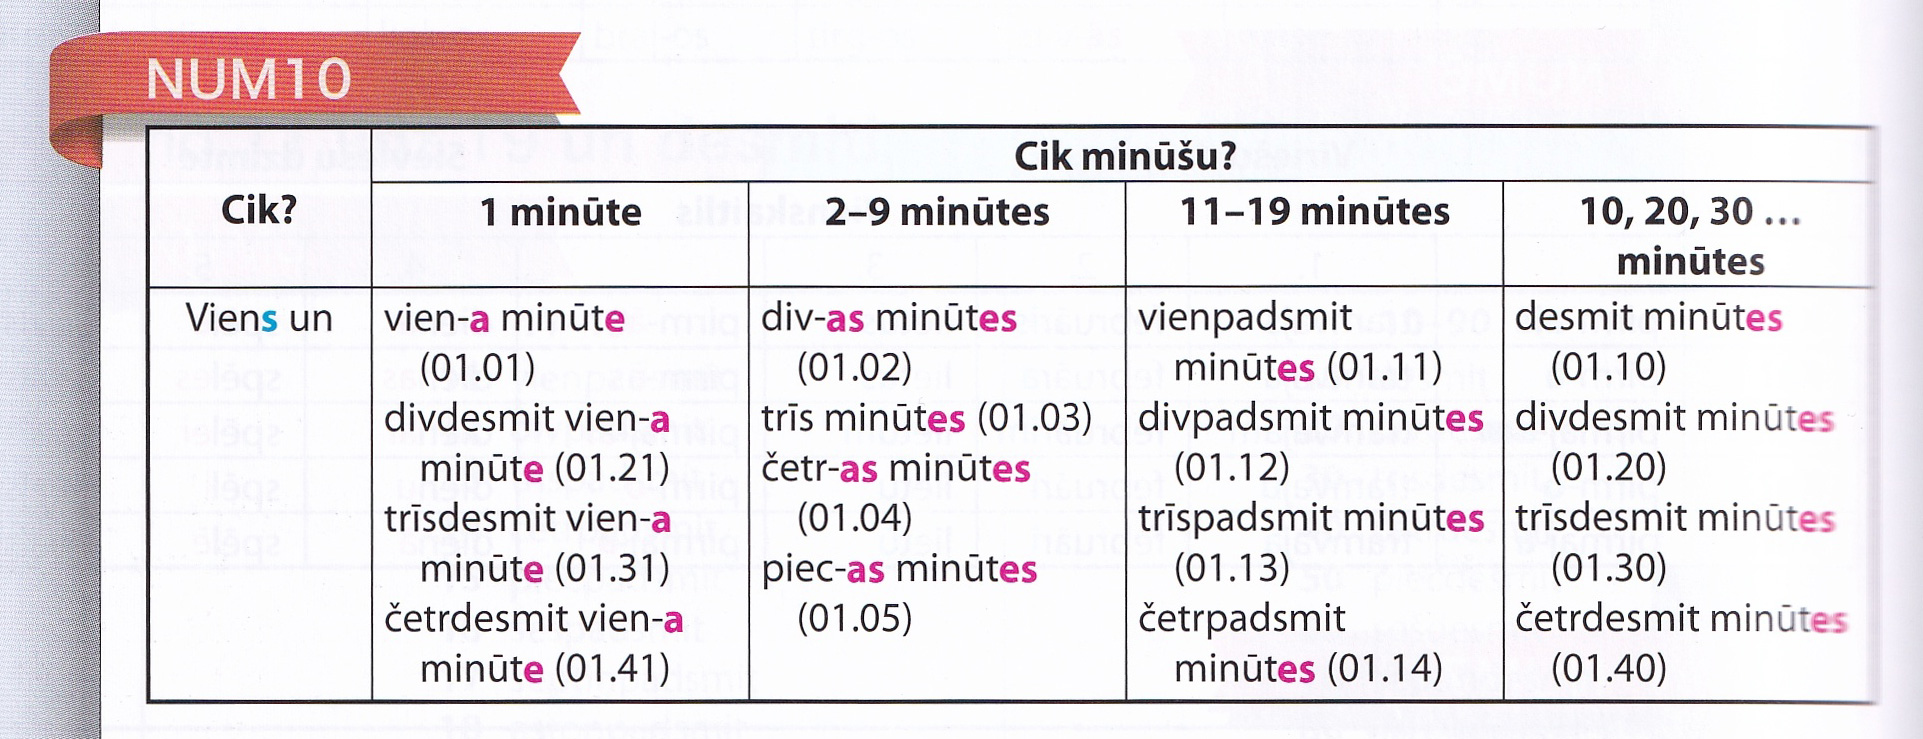 NUM10
Cik?
Cik minūšu?
1 minūte
2–9 minūtes
11–19 minūtes
10, 20, 30 ...
minūtes
Viens un
vien-a minūte
(01.01)
divdesmit vien-a
minūte (01.21)
trīsdesmit vien-a
minūte (01.31)
četrdesmit vien-a
minūte (01.41)
div-as minūtes
(01.02)
trīs minūtes (01.03)
četr-as minūtes
(01.04)
piec-as minūtes
(01.05)
vienpadsmit
minūtes (01.11)
divpadsmit minūtes
(01.12)
trīspadsmit minūtes
(01.13)
četrpadsmit
minūtes (01.14)
desmit minūtes
(01.10)
divdesmit minūtes
(01.20)
trīsdesmit minūtes
(01.30)
četrdesmit minūtes
(01.40)